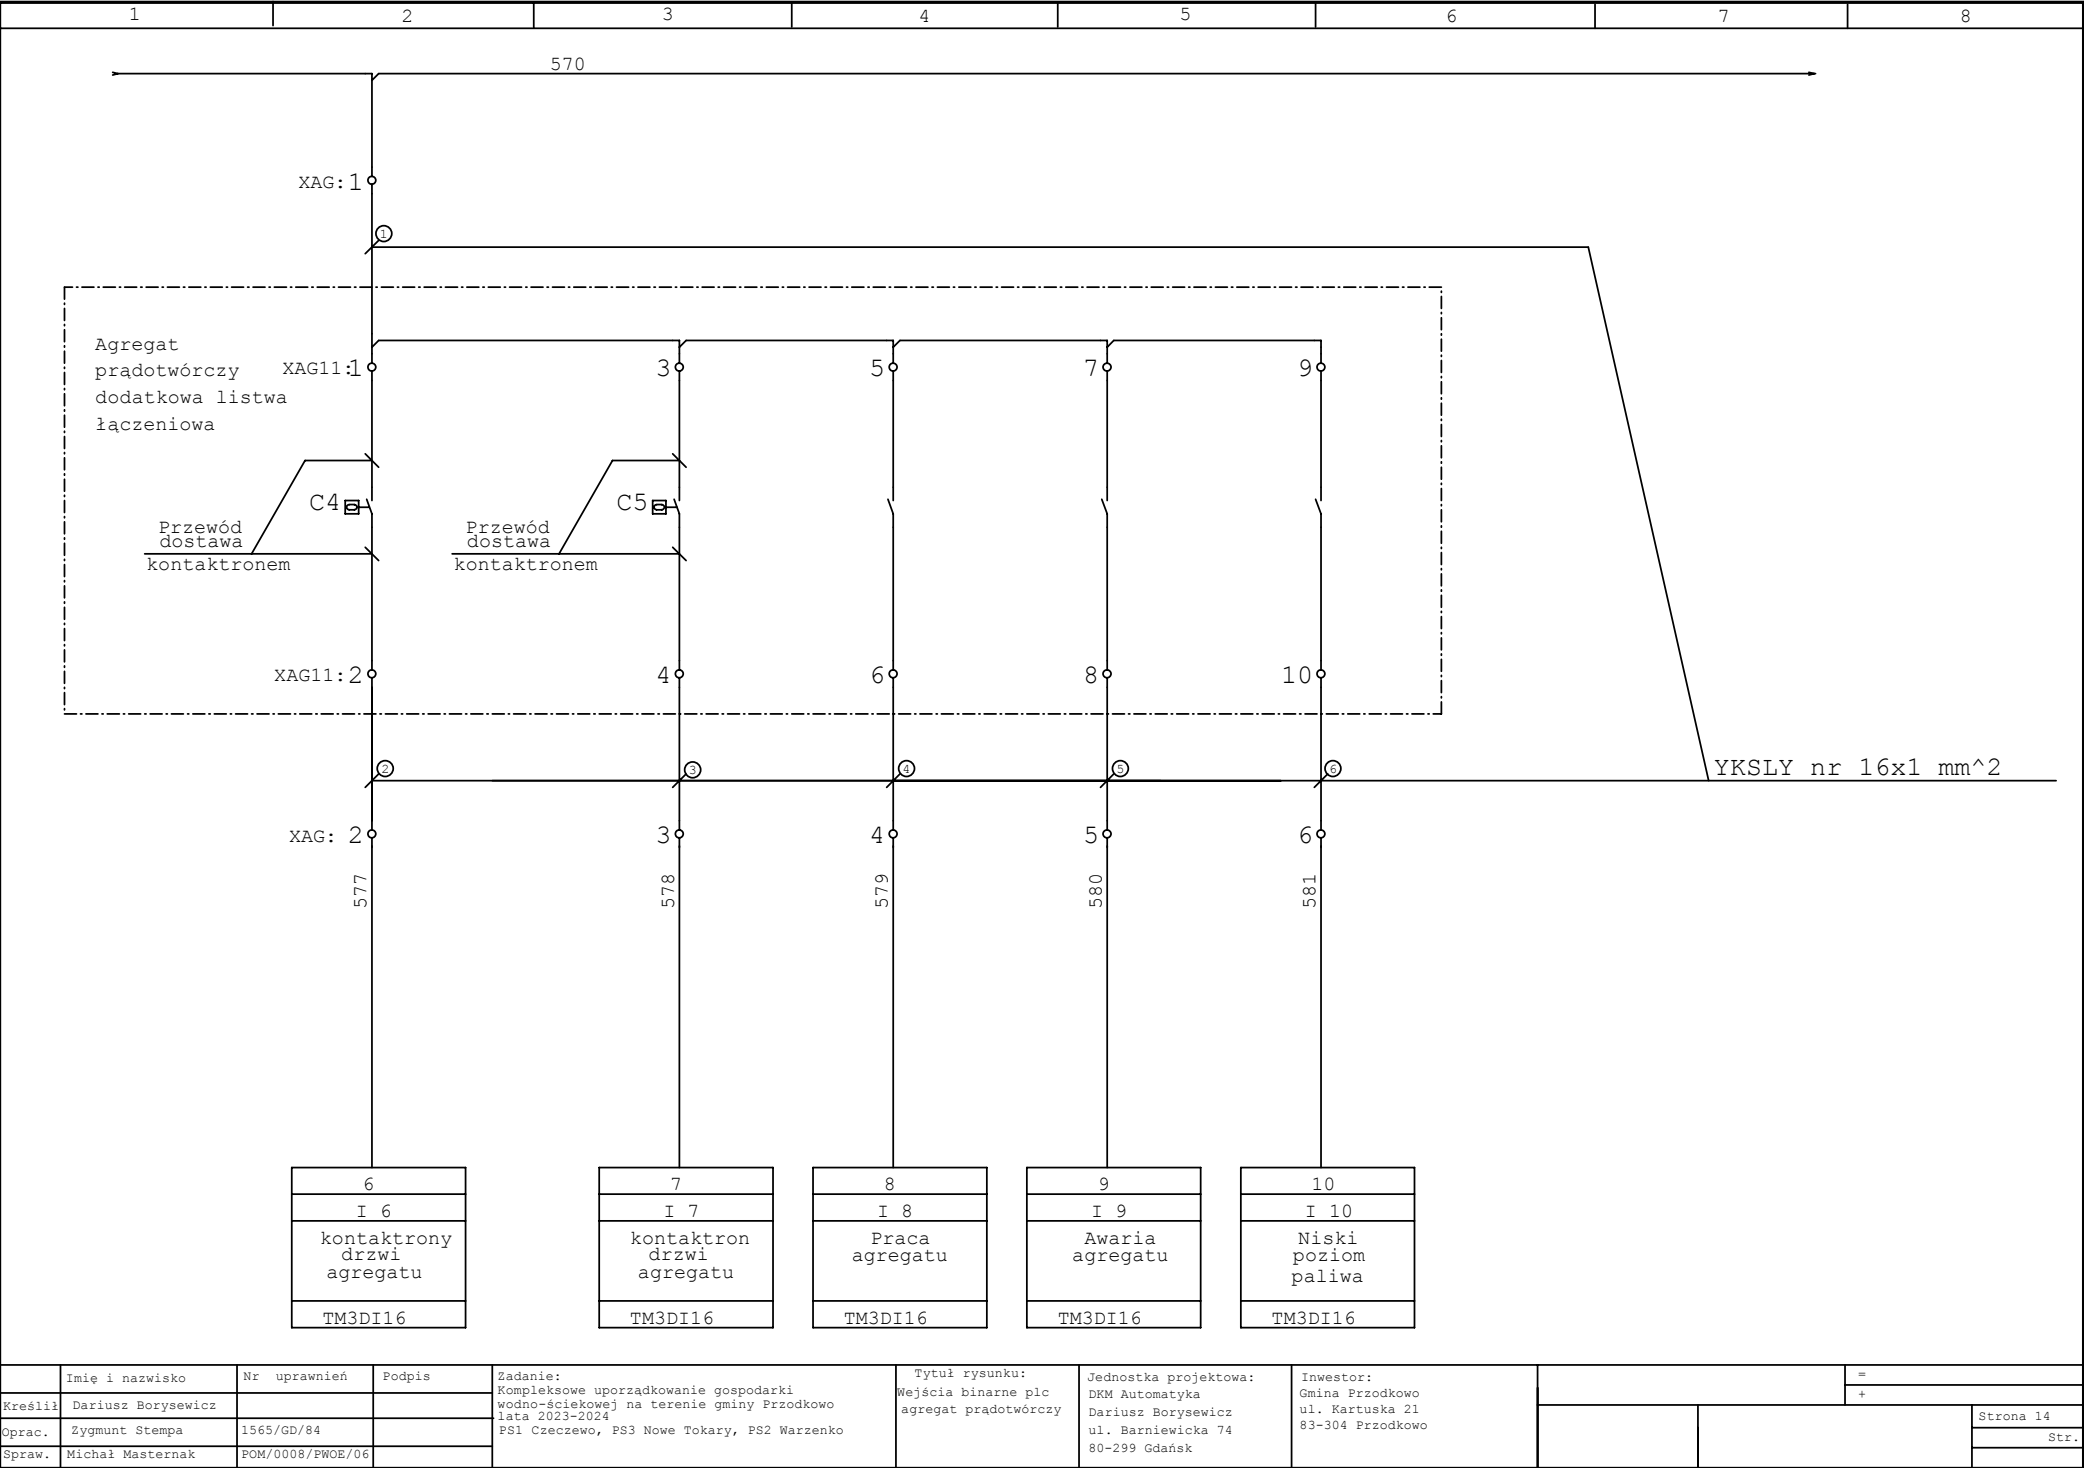 1 2 3 4 5 6 7 8
570
XAG: 1
1
Agregat
prądotwórczy
dodatkowa listwa
łączeniowa
XAG11:1 3 5 7 9
C4 C5
Przewód
dostawa
kontaktronem
Przewód
dostawa
kontaktronem
XAG11: 2 4 6 8 10
2 3 4 5 6
YKSLY nr 16x1 mm^2
XAG: 2 3 4 5 6
577 578 579 580 581
6
I 6
kontaktrony
drzwi
agregatu
TM3DI16
7
I 7
kontaktron
drzwi
agregatu
TM3DI16
8
I 8
Praca
agregatu
TM3DI16
9
I 9
Awaria
agregatu
TM3DI16
10
I 10
Niski
poziom
paliwa
TM3DI16
Imię i nazwisko Nr uprawnień Podpis
Kreślił Dariusz Borysewicz
Oprac. Zygmunt Stempa 1565/GD/84
Spraw. Michał Masternak POM/0008/PWOE/06
Zadanie:
Kompleksowe uporządkowanie gospodarki
wodno-ściekowej na terenie gminy Przodkowo
lata 2023-2024
PS1 Czeczewo, PS3 Nowe Tokary, PS2 Warzenko
Tytuł rysunku:
Wejścia binarne plc
agregat prądotwórczy
Jednostka projektowa:
DKM Automatyka
Dariusz Borysewicz
ul. Barniewicka 74
80-299 Gdańsk
Inwestor:
Gmina Przodkowo
ul. Kartuska 21
83-304 Przodkowo
=
+
Strona 14
Str.